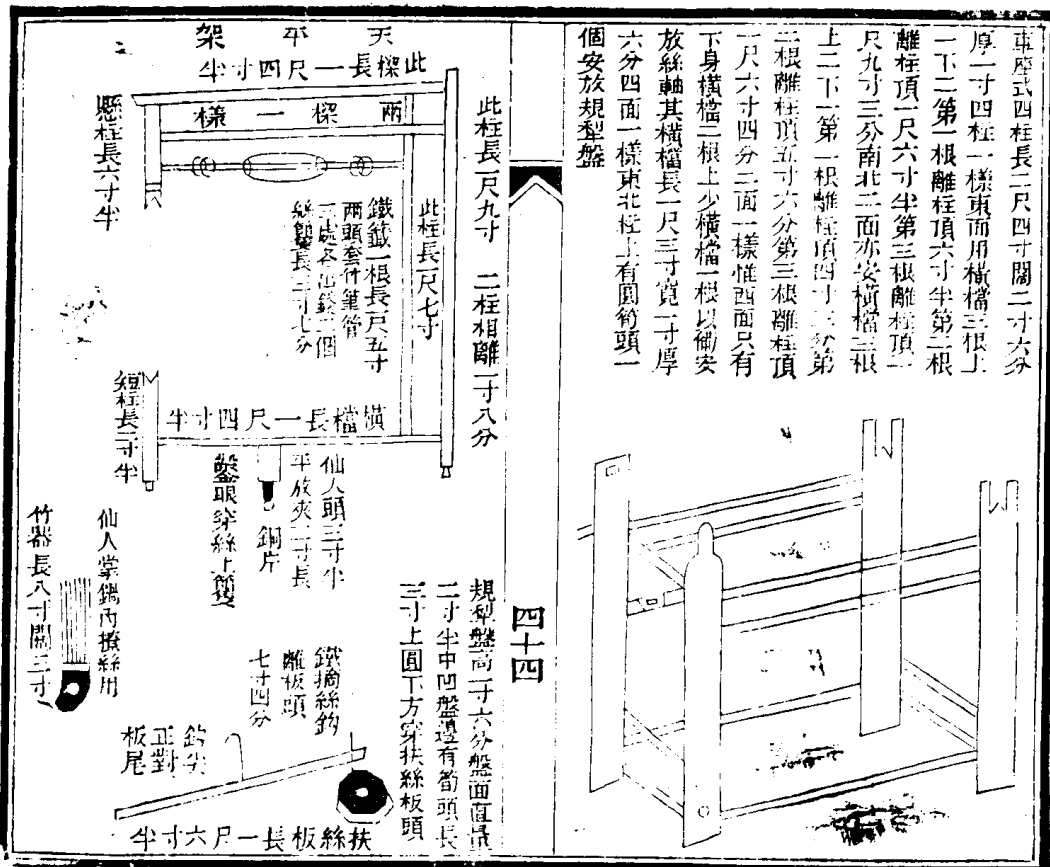 車座式四柱長二尺四寸闊二寸六分
厚一寸四柱一樣東面用橫檔三根上
一下二第一根離柱頂六寸半第二根
離柱頂一尺六寸半第三根離柱頂一
尺九寸三分南北二面亦安橫檔三根
上二下一第一根離柱頂四寸二分第
二根離柱頂五寸六分第三根離柱頂
一尺六寸四分二面一樣惟西面只有
下身橫檔二根上少橫檔一根以備安
放絲軸其橫檔長一尺三寸寬一寸厚
六分四面一樣東北柱上有圓筍頭一
個安放規犁盤
四十四
天平架
此樑長一尺四寸半
兩樑一樣
此柱長一尺九寸
二柱相離一寸八分
此柱長一尺七寸
鐵鐵一根長一尺五寸
兩頭套竹筆管
懸柱長六寸半
橫檔長一尺四寸半
短柱長三寸半
仙人頭三寸半
平放夾一寸長
銅片
鑿眼穿絲上篗
仙人掌鍋內撩絲用
竹器長八寸闊三寸
規犁盤高一寸六分盤面直量
二寸半中凹盤邊有筍頭長
三寸上圓下方穿扶絲板頭
鐵摘絲鈎
離板頭
七寸四分
鈎尖
正對
板尾
扶絲板長一尺六寸半